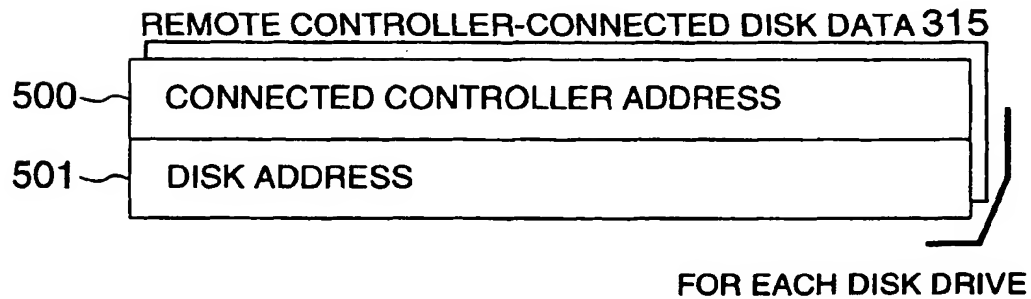 REMOTE CONTROLLER-CONNECTED DISK DATA 315
500 CONNECTED CONTROLLER ADDRESS
501 DISK ADDRESS
FOR EACH DISK DRIVE